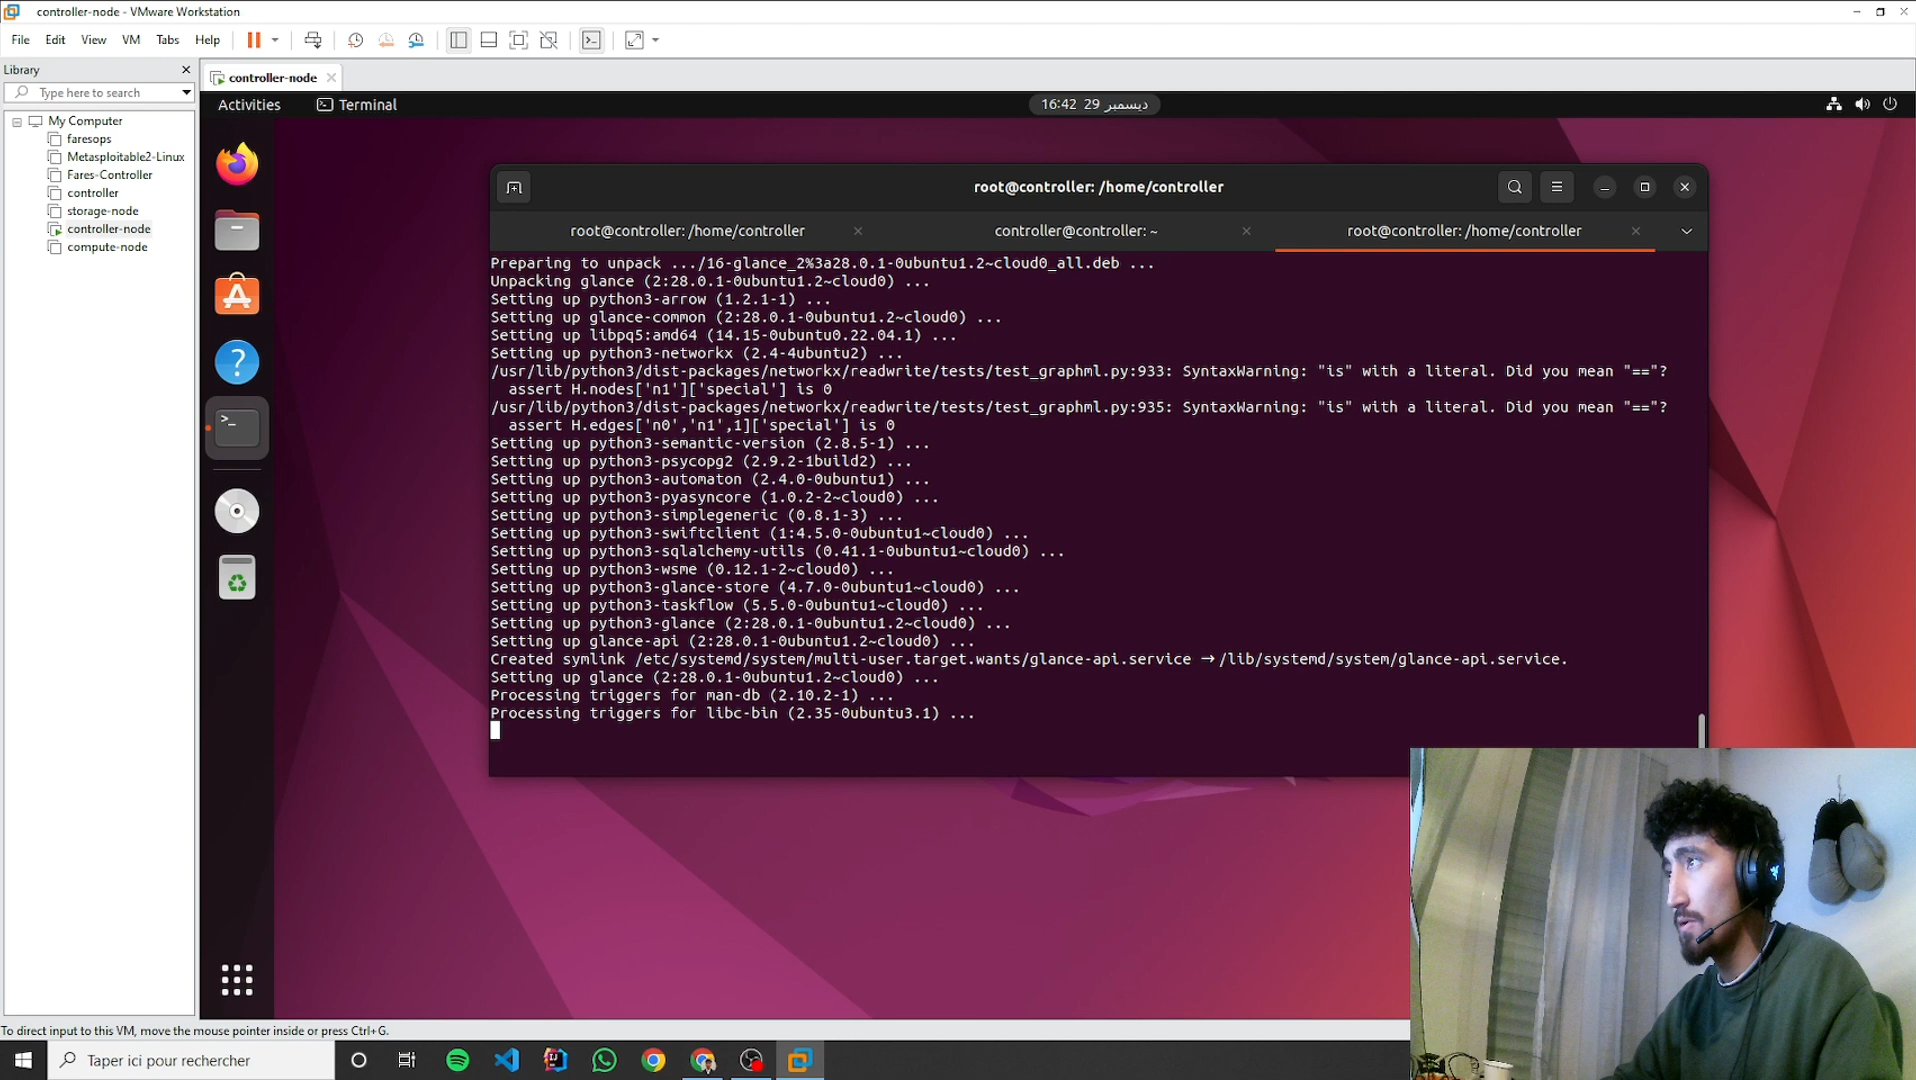 controller-node - VMware Workstation
File Edit View VM Tabs Help
Library
Type here to search
My Computer
faresops
Metasploitable2-Linux
Fares-Controller
controller
storage-node
controller-node
compute-node
controller-node
Activities
Terminal
16:42 29 ديسمبر
root@controller: /home/controller
root@controller: /home/controller
controller@controller: ~
root@controller: /home/controller
Preparing to unpack .../16-glance_2%3a28.0.1-0ubuntu1.2~cloud0_all.deb ...
Unpacking glance (2:28.0.1-0ubuntu1.2~cloud0) ...
Setting up python3-arrow (1.2.1-1) ...
Setting up glance-common (2:28.0.1-0ubuntu1.2~cloud0) ...
Setting up libpq5:amd64 (14.15-0ubuntu0.22.04.1) ...
Setting up python3-networkx (2.4-4ubuntu2) ...
/usr/lib/python3/dist-packages/networkx/readwrite/tests/test_graphml.py:933: SyntaxWarning: "is" with a literal. Did you mean "=="?
  assert H.nodes['n1']['special'] is 0
/usr/lib/python3/dist-packages/networkx/readwrite/tests/test_graphml.py:935: SyntaxWarning: "is" with a literal. Did you mean "=="?
  assert H.edges['n0','n1',1]['special'] is 0
Setting up python3-semantic-version (2.8.5-1) ...
Setting up python3-psycopg2 (2.9.2-1build2) ...
Setting up python3-automaton (2.4.0-0ubuntu1) ...
Setting up python3-pyasyncore (1.0.2-2~cloud0) ...
Setting up python3-simplegeneric (0.8.1-3) ...
Setting up python3-swiftclient (1:4.5.0-0ubuntu1~cloud0) ...
Setting up python3-sqlalchemy-utils (0.41.1-0ubuntu1~cloud0) ...
Setting up python3-wsme (0.12.1-2~cloud0) ...
Setting up python3-glance-store (4.7.0-0ubuntu1~cloud0) ...
Setting up python3-taskflow (5.5.0-0ubuntu1~cloud0) ...
Setting up python3-glance (2:28.0.1-0ubuntu1.2~cloud0) ...
Setting up glance-api (2:28.0.1-0ubuntu1.2~cloud0) ...
Created symlink /etc/systemd/system/multi-user.target.wants/glance-api.service → /lib/systemd/system/glance-api.service.
Setting up glance (2:28.0.1-0ubuntu1.2~cloud0) ...
Processing triggers for man-db (2.10.2-1) ...
Processing triggers for libc-bin (2.35-0ubuntu3.1) ...
To direct input to this VM, move the mouse pointer inside or press Ctrl+G.
Taper ici pour rechercher